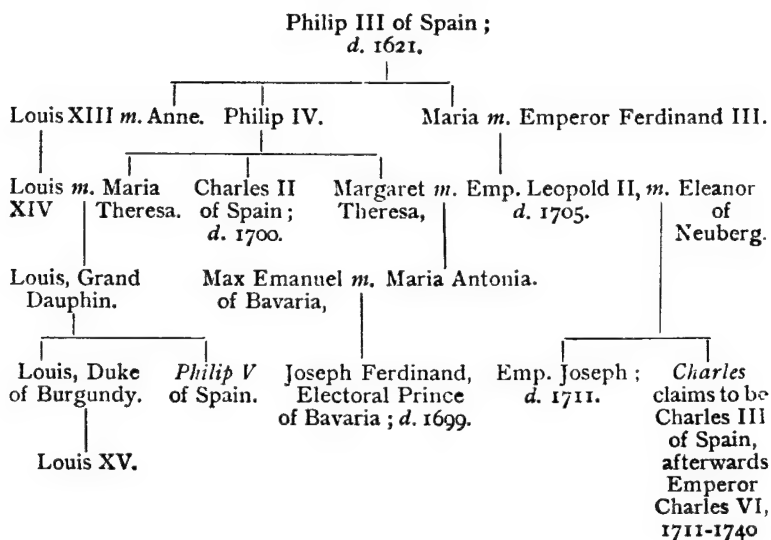 Philip III of Spain ;
d. 1621.
Louis XIII m. Anne. Philip IV. Maria m. Emperor Ferdinand III.
Louis m. Maria Charles II Margaret m. Emp. Leopold II, m. Eleanor
XIV Theresa. of Spain ; Theresa, d. 1705. of
d. 1700. Neuberg.
Louis, Grand Max Emanuel m. Maria Antonia.
Dauphin. of Bavaria,
Louis, Duke Philip V Joseph Ferdinand, Emp. Joseph ; Charles
of Burgundy. of Spain. Electoral Prince d. 1711. claims to be
of Bavaria ; d. 1699. Charles III
Louis XV. of Spain,
afterwards
Emperor
Charles VI,
1711-1740